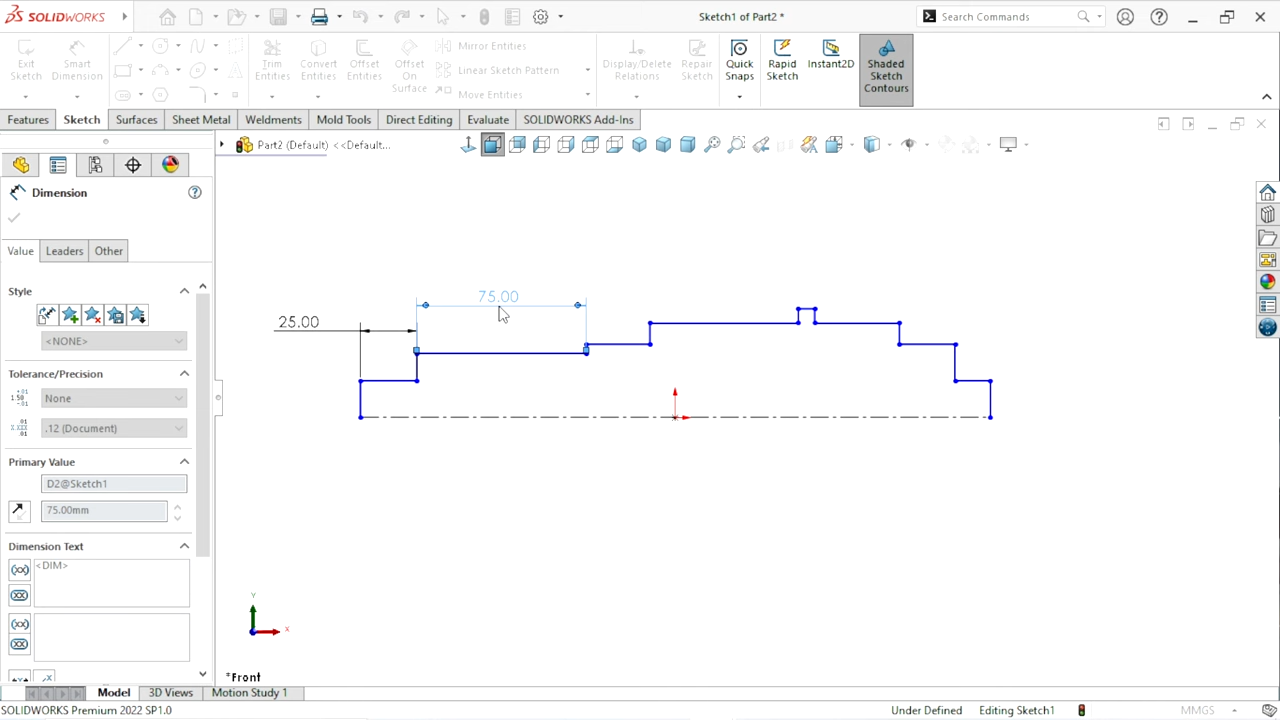 SOLIDWORKS
Sketch1 of Part2 *
Search Commands
Exit Sketch
Smart Dimension
Trim Entities
Convert Entities
Offset Entities
Offset On Surface
Mirror Entities
Linear Sketch Pattern
Move Entities
Display/Delete Relations
Repair Sketch
Quick Snaps
Rapid Sketch
Instant2D
Shaded Sketch Contours
Features
Sketch
Surfaces
Sheet Metal
Weldments
Mold Tools
Direct Editing
Evaluate
SOLIDWORKS Add-Ins
Part2 (Default) <<Default...
Dimension
Value
Leaders
Other
Style
<NONE>
Tolerance/Precision
None
.12 (Document)
Primary Value
D2@Sketch1
75.00mm
Dimension Text
<DIM>
75.00
25.00
Y
X
*Front
Model
3D Views
Motion Study 1
SOLIDWORKS Premium 2022 SP1.0
Under Defined
Editing Sketch1
MMGS